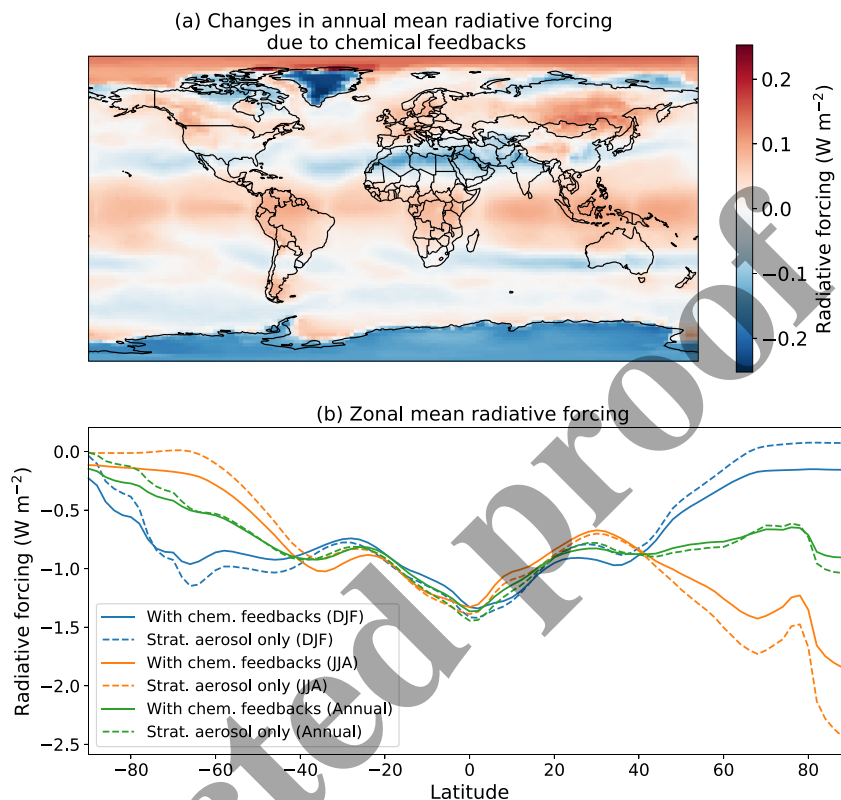 (a) Changes in annual mean radiative forcing
due to chemical feedbacks
0.2
0.1
0.0
−0.1
−0.2
Radiative forcing (W m⁻²)
(b) Zonal mean radiative forcing
0.0
−0.5
−1.0
−1.5
−2.0
−2.5
Radiative forcing (W m⁻²)
With chem. feedbacks (DJF)
Strat. aerosol only (DJF)
With chem. feedbacks (JJA)
Strat. aerosol only (JJA)
With chem. feedbacks (Annual)
Strat. aerosol only (Annual)
−80 −60 −40 −20 0 20 40 60 80
Latitude
proof